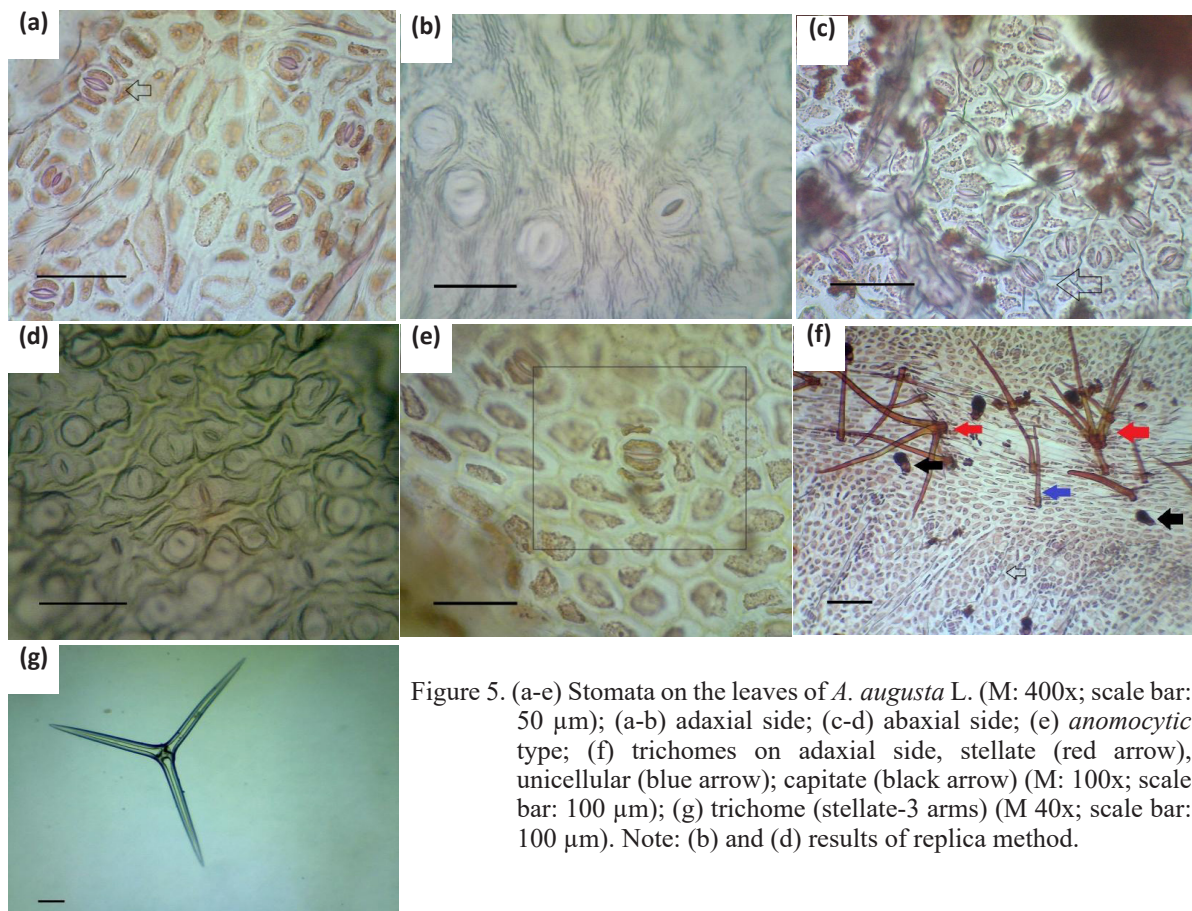 (a)
(b)
(c)
(d)
(e)
(f)
(g)
Figure 5. (a-e) Stomata on the leaves of A. augusta L. (M: 400x; scale bar:
50 µm); (a-b) adaxial side; (c-d) abaxial side; (e) anomocytic
type; (f) trichomes on adaxial side, stellate (red arrow),
unicellular (blue arrow); capitate (black arrow) (M: 100x; scale
bar: 100 µm); (g) trichome (stellate-3 arms) (M 40x; scale bar:
100 µm). Note: (b) and (d) results of replica method.